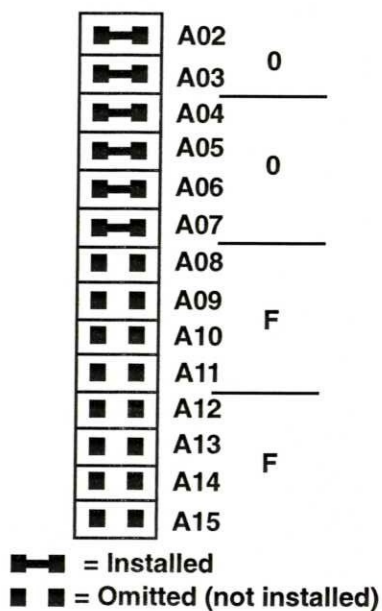 A02
A03
0
A04
A05
A06
A07
0
A08
A09
A10
A11
F
A12
A13
A14
A15
F
= Installed
= Omitted (not installed)